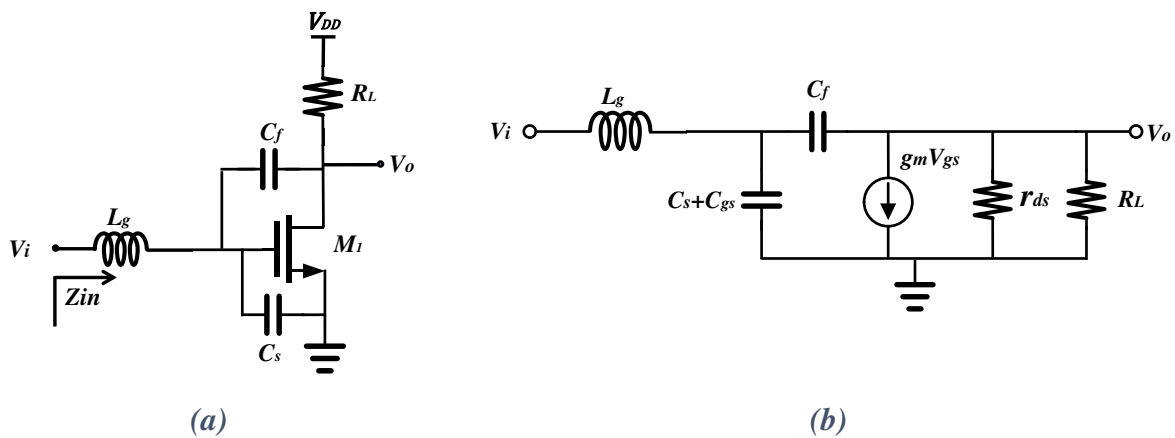 VDD
RL
Cf
Vo
Lg
Vi
M1
Zin
Cs
(a)
Lg
Cf
Vi
Vo
gmVgs
Cs+Cgs
rds
RL
(b)